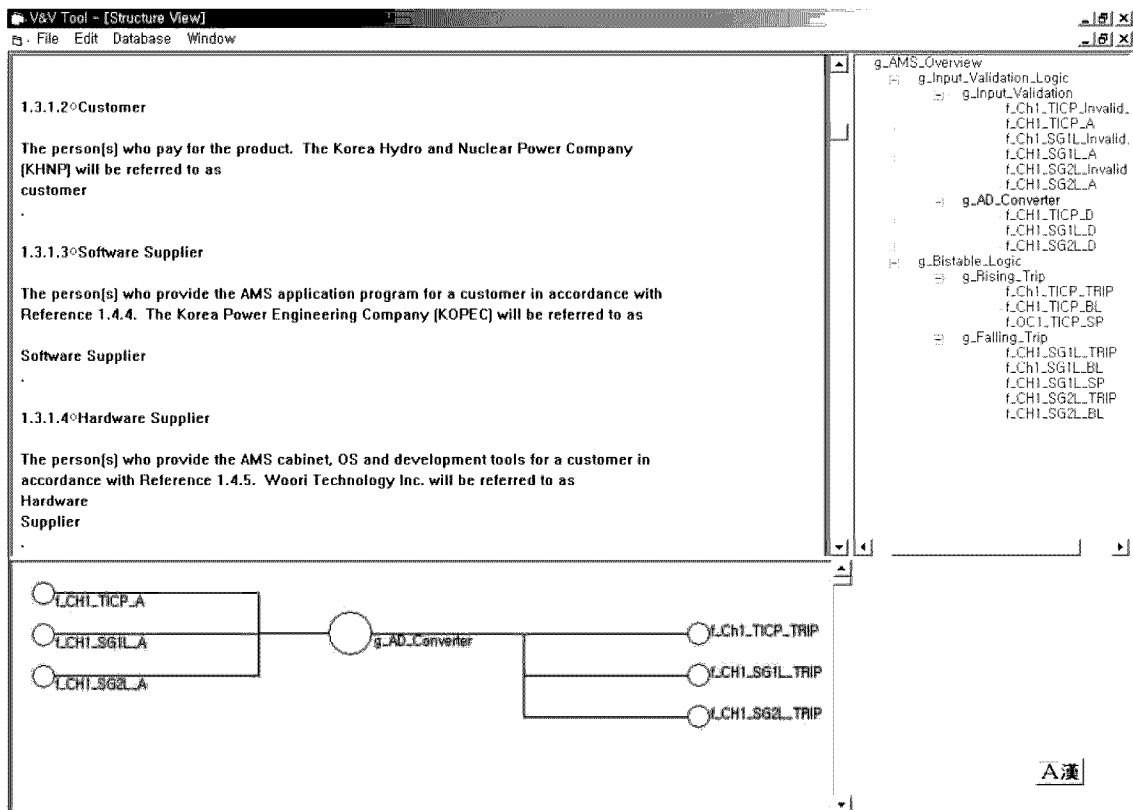 V&V Tool - [Structure View]
File Edit Database Window
1.3.1.2◊Customer
The person(s) who pay for the product. The Korea Hydro and Nuclear Power Company
(KHNP) will be referred to as
customer
.
1.3.1.3◊Software Supplier
The person(s) who provide the AMS application program for a customer in accordance with
Reference 1.4.4. The Korea Power Engineering Company (KOPEC) will be referred to as
Software Supplier
.
1.3.1.4◊Hardware Supplier
The person(s) who provide the AMS cabinet, OS and development tools for a customer in
accordance with Reference 1.4.5. Woori Technology Inc. will be referred to as
Hardware
Supplier
.
g_AMS_Overview
g_Input_Validation_Logic
g_Input_Validation
f_Ch1_TICP_Invalid_
f_CH1_TICP_A
f_Ch1_SG1L_Invalid_
f_CH1_SG1L_A
f_CH1_SG2L_Invalid
f_CH1_SG2L_A
g_AD_Converter
f_CH1_TICP_D
f_CH1_SG1L_D
f_CH1_SG2L_D
g_Bistable_Logic
g_Rising_Trip
f_Ch1_TICP_TRIP
f_CH1_TICP_BL
f_OC1_TICP_SP
g_Falling_Trip
f_CH1_SG1L_TRIP
f_Ch1_SG1L_BL
f_CH1_SG1L_SP
f_CH1_SG2L_TRIP
f_CH1_SG2L_BL
f_CH1_TICP_A
f_CH1_SG1L_A
f_CH1_SG2L_A
g_AD_Converter
f_Ch1_TICP_TRIP
f_CH1_SG1L_TRIP
f_CH1_SG2L_TRIP
A漢